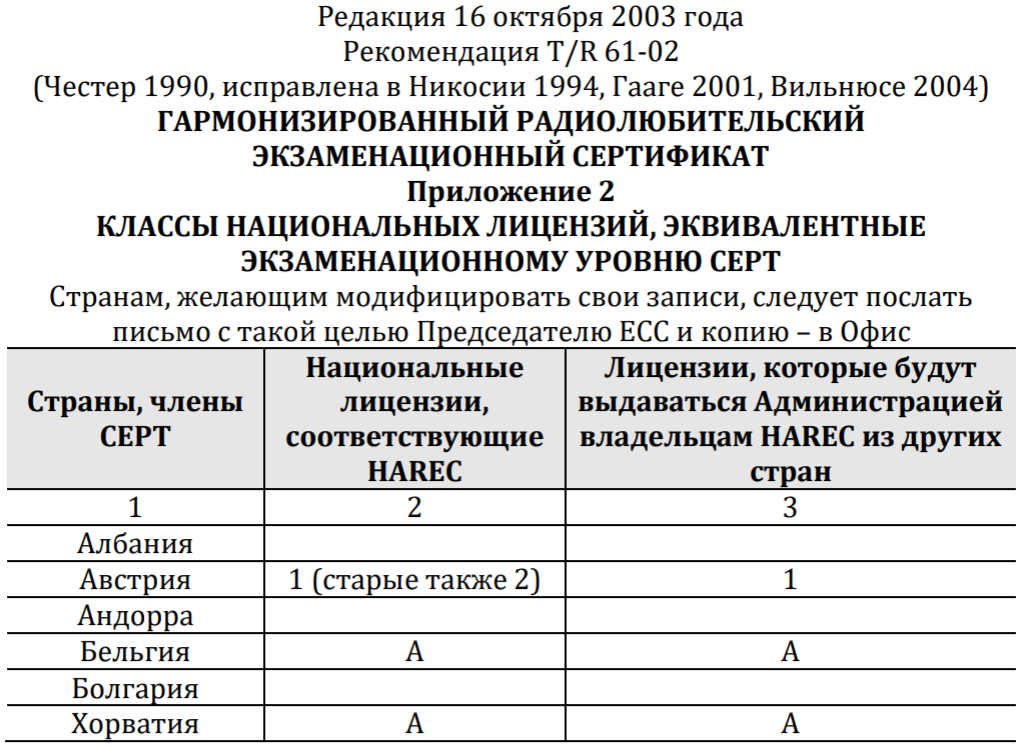 Редакция 16 октября 2003 года
Рекомендация T/R 61-02
(Честер 1990, исправлена в Никосии 1994, Гааге 2001, Вильнюсе 2004)
ГАРМОНИЗИРОВАННЫЙ РАДИОЛЮБИТЕЛЬСКИЙ
ЭКЗАМЕНАЦИОННЫЙ СЕРТИФИКАТ
Приложение 2
КЛАССЫ НАЦИОНАЛЬНЫХ ЛИЦЕНЗИЙ, ЭКВИВАЛЕНТНЫЕ
ЭКЗАМЕНАЦИОННОМУ УРОВНЮ CEPT
Странам, желающим модифицировать свои записи, следует послать
письмо с такой целью Председателю ECC и копию – в Офис
Страны, члены
CEPT
Национальные
лицензии,
соответствующие
HAREC
Лицензии, которые будут
выдаваться Администрацией
владельцам HAREC из других
стран
1 2 3
Албания
Австрия 1 (старые также 2) 1
Андорра
Бельгия A A
Болгария
Хорватия A A